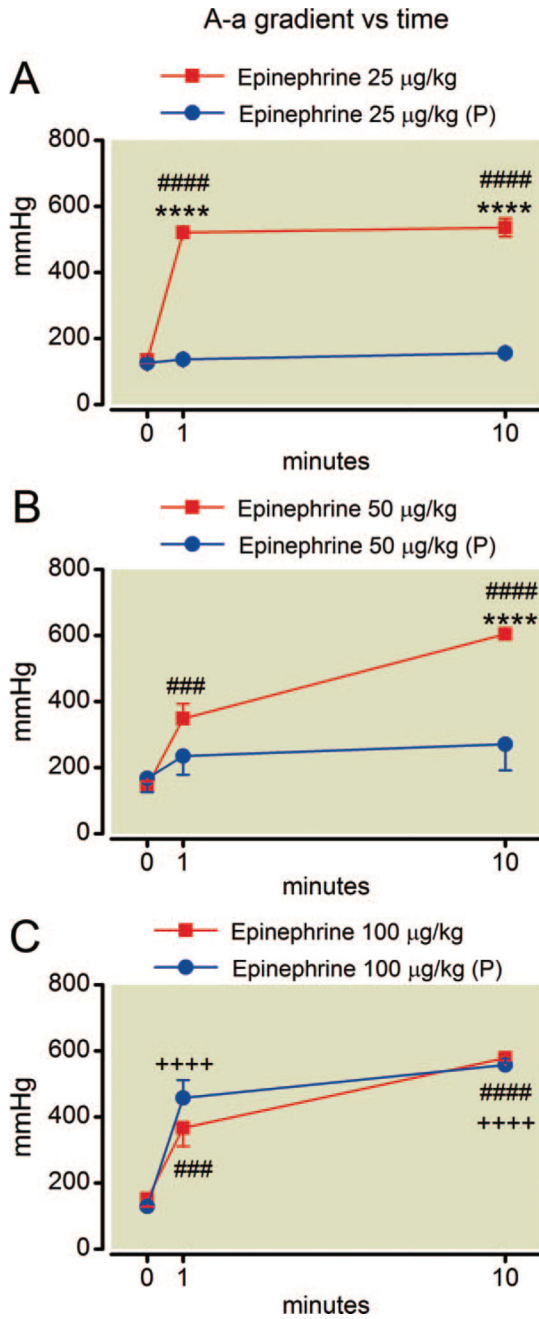 A-a gradient vs time
A
Epinephrine 25 μg/kg
Epinephrine 25 μg/kg (P)
800
600
400
200
0
mmHg
####
****
####
****
0 1 10
minutes
B
Epinephrine 50 μg/kg
Epinephrine 50 μg/kg (P)
800
600
400
200
0
mmHg
###
####
****
0 1 10
minutes
C
Epinephrine 100 μg/kg
Epinephrine 100 μg/kg (P)
800
600
400
200
0
mmHg
++++
###
####
++++
0 1 10
minutes